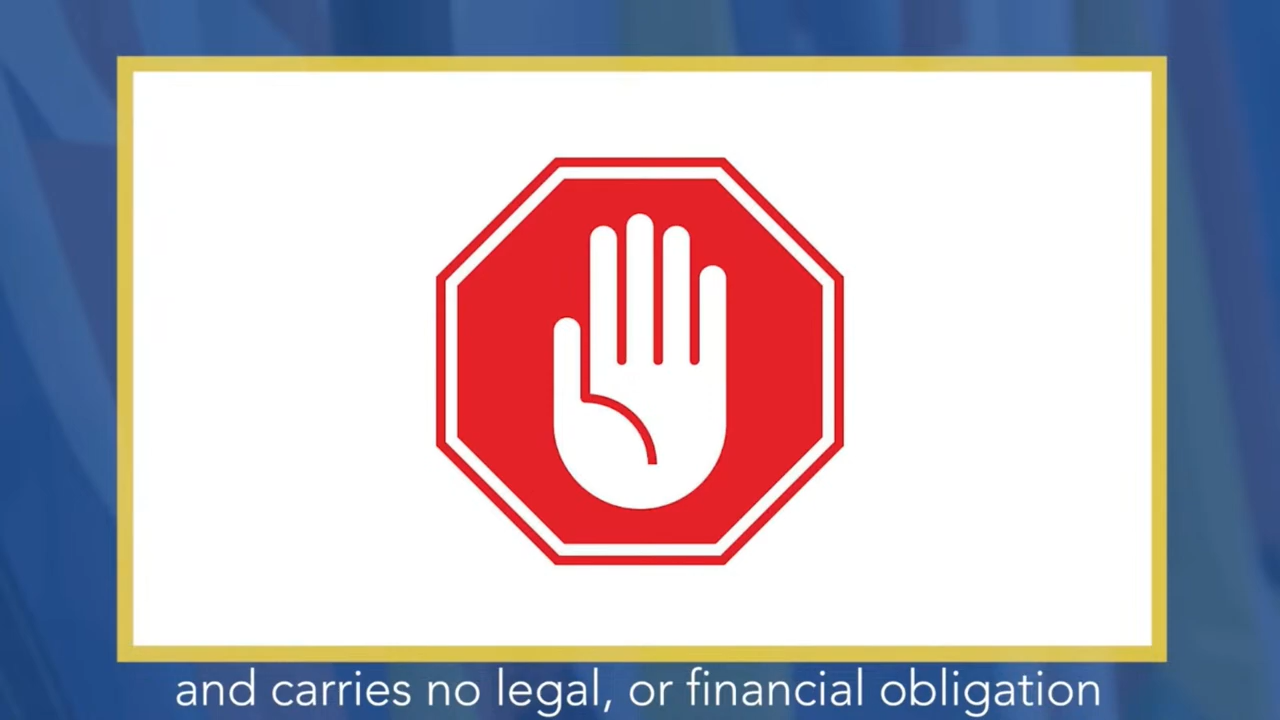 and carries no legal, or financial obligation